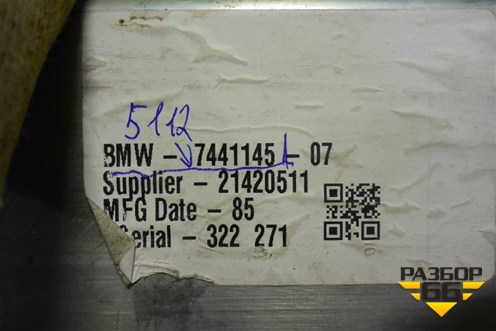 5112
BMW - 7441145 - 07
Supplier - 21420511
MFG Date - 85
Serial - 322 271
РАЗБОР
66